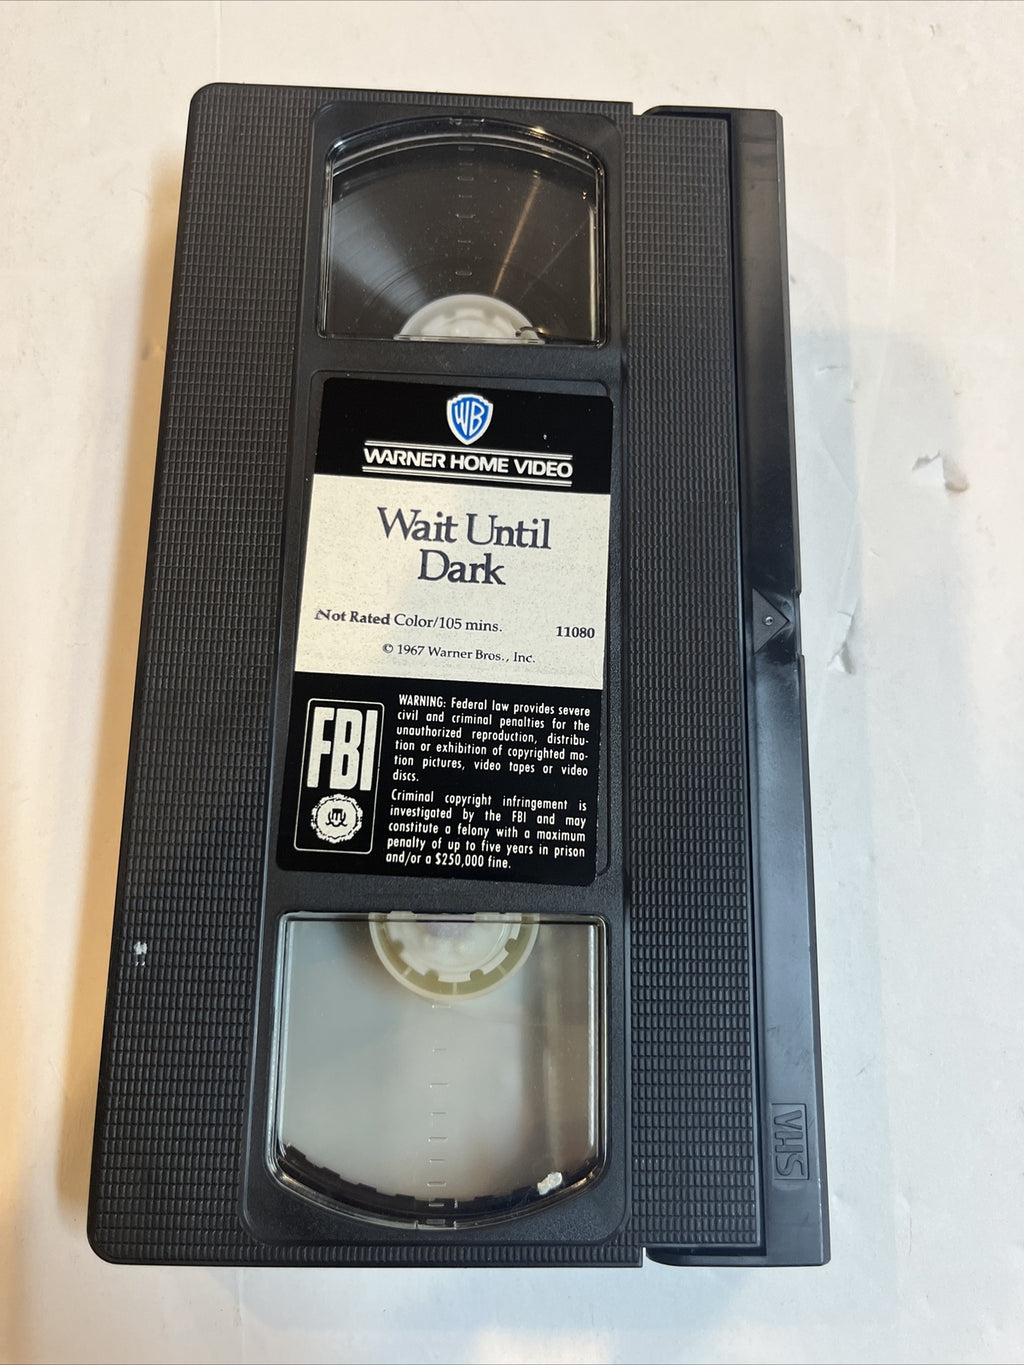 WB
WARNER HOME VIDEO
Wait Until
Dark
Not Rated Color/105 mins.
11080
© 1967 Warner Bros., Inc.
FBI
WARNING: Federal law provides severe
civil and criminal penalties for the
unauthorized reproduction, distribu-
tion or exhibition of copyrighted mo-
tion pictures, video tapes or video
discs.
Criminal copyright infringement is
investigated by the FBI and may
constitute a felony with a maximum
penalty of up to five years in prison
and/or a $250,000 fine.
VHS